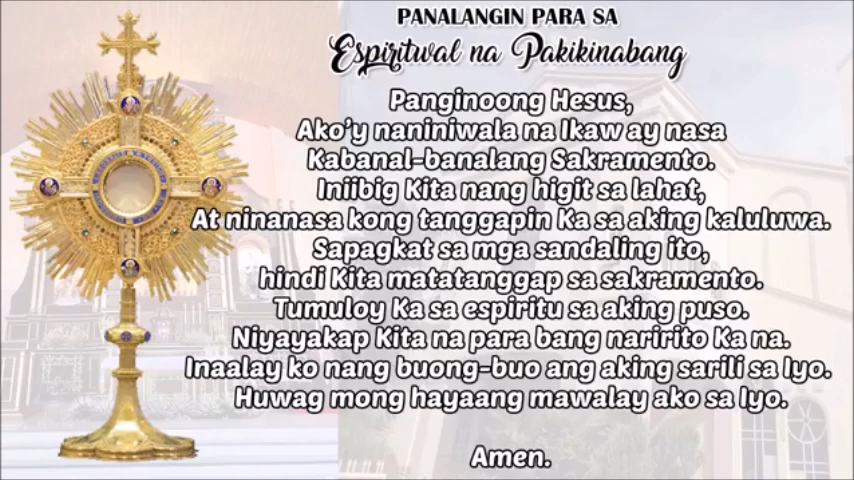 PANALANGIN PARA SA
Espiritwal na Pakikinabang
Panginoong Hesus,
Ako'y naniniwala na Ikaw ay nasa
Kabanal-banalang Sakramento.
Iniibig Kita nang higit sa lahat,
At ninanasa kong tanggapin Ka sa aking kaluluwa.
Sapagkat sa mga sandaling ito,
hindi Kita matatanggap sa sakramento.
Tumuloy Ka sa espiritu sa aking puso.
Niyayakap Kita na para bang naririto Ka na.
Inaalay ko nang buong-buo ang aking sarili sa Iyo.
Huwag mong hayaang mawalay ako sa Iyo.
Amen.